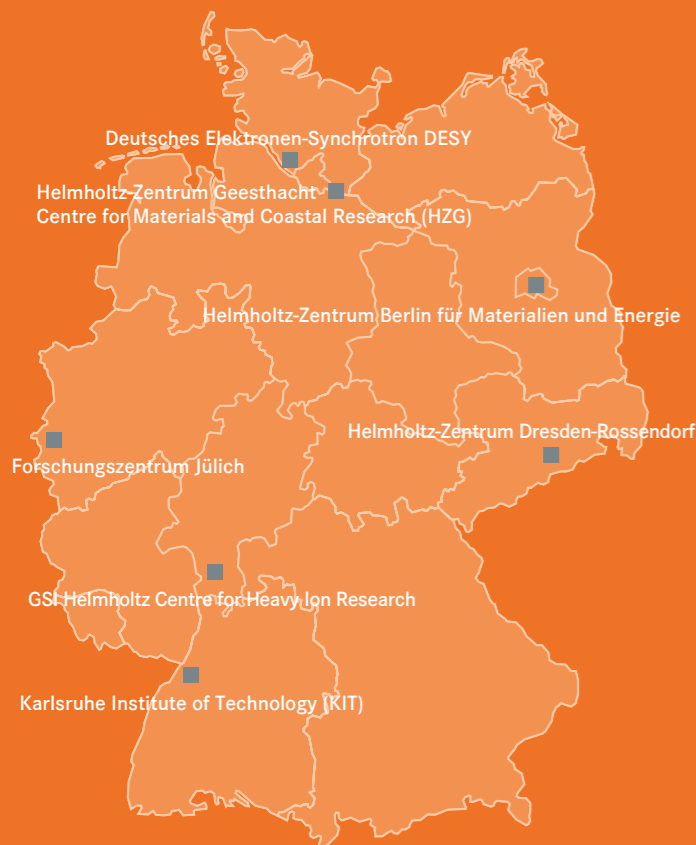 Deutsches Elektronen-Synchrotron DESY
Helmholtz-Zentrum Geesthacht
Centre for Materials and Coastal Research (HZG)
Helmholtz-Zentrum Berlin für Materialien und Energie
Helmholtz-Zentrum Dresden-Rossendorf
Forschungszentrum Jülich
GSI Helmholtz Centre for Heavy Ion Research
Karlsruhe Institute of Technology (KIT)